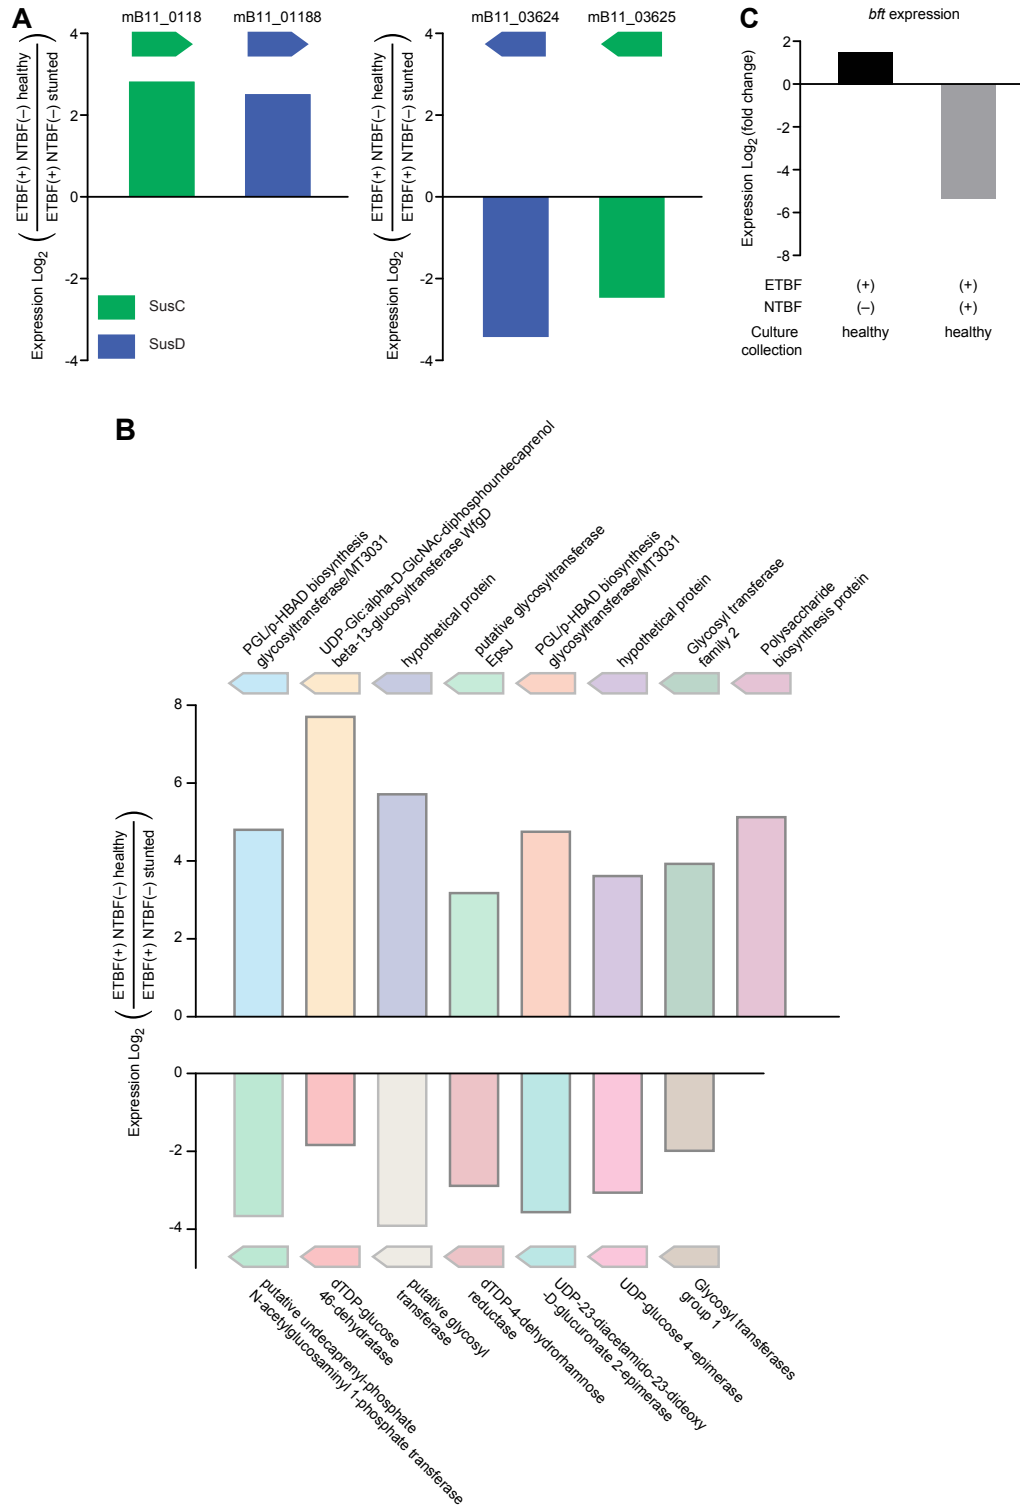 A
mB11_0118
mB11_01188
mB11_03624
mB11_03625
Expression Log2 ( ETBF(+) NTBF(–) healthy
ETBF(+) NTBF(–) stunted )
4
2
0
-2
-4
SusC
SusD
Expression Log2 ( ETBF(+) NTBF(–) healthy
ETBF(+) NTBF(–) stunted )
4
2
0
-2
-4
C
bft expression
Expression Log2 (fold change)
2
0
-2
-4
-6
-8
ETBF (+) (+)
NTBF (–) (+)
Culture collection healthy healthy
B
PGL/p-HBAD biosynthesis
glycosyltransferase/MT3031
UDP-Glc:alpha-D-GlcNAc-diphosphoundecaprenol
beta-13-glucosyltransferase WfgD
hypothetical protein
putative glycosyltransferase
EpsJ
PGL/p-HBAD biosynthesis
glycosyltransferase/MT3031
hypothetical protein
Glycosyl transferase
family 2
Polysaccharide
biosynthesis protein
Expression Log2 ( ETBF(+) NTBF(–) healthy
ETBF(+) NTBF(–) stunted )
8
6
4
2
0
0
-2
-4
putative undecaprenyl-phosphate
N-acetylglucosaminyl 1-phosphate transferase
dTDP-glucose
46-dehydratase
putative glycosyl
transferase
dTDP-4-dehydrorhamnose
reductase
UDP-23-diacetamido-23-dideoxy
-D-glucuronate 2-epimerase
UDP-glucose 4-epimerase
Glycosyl transferases
group 1